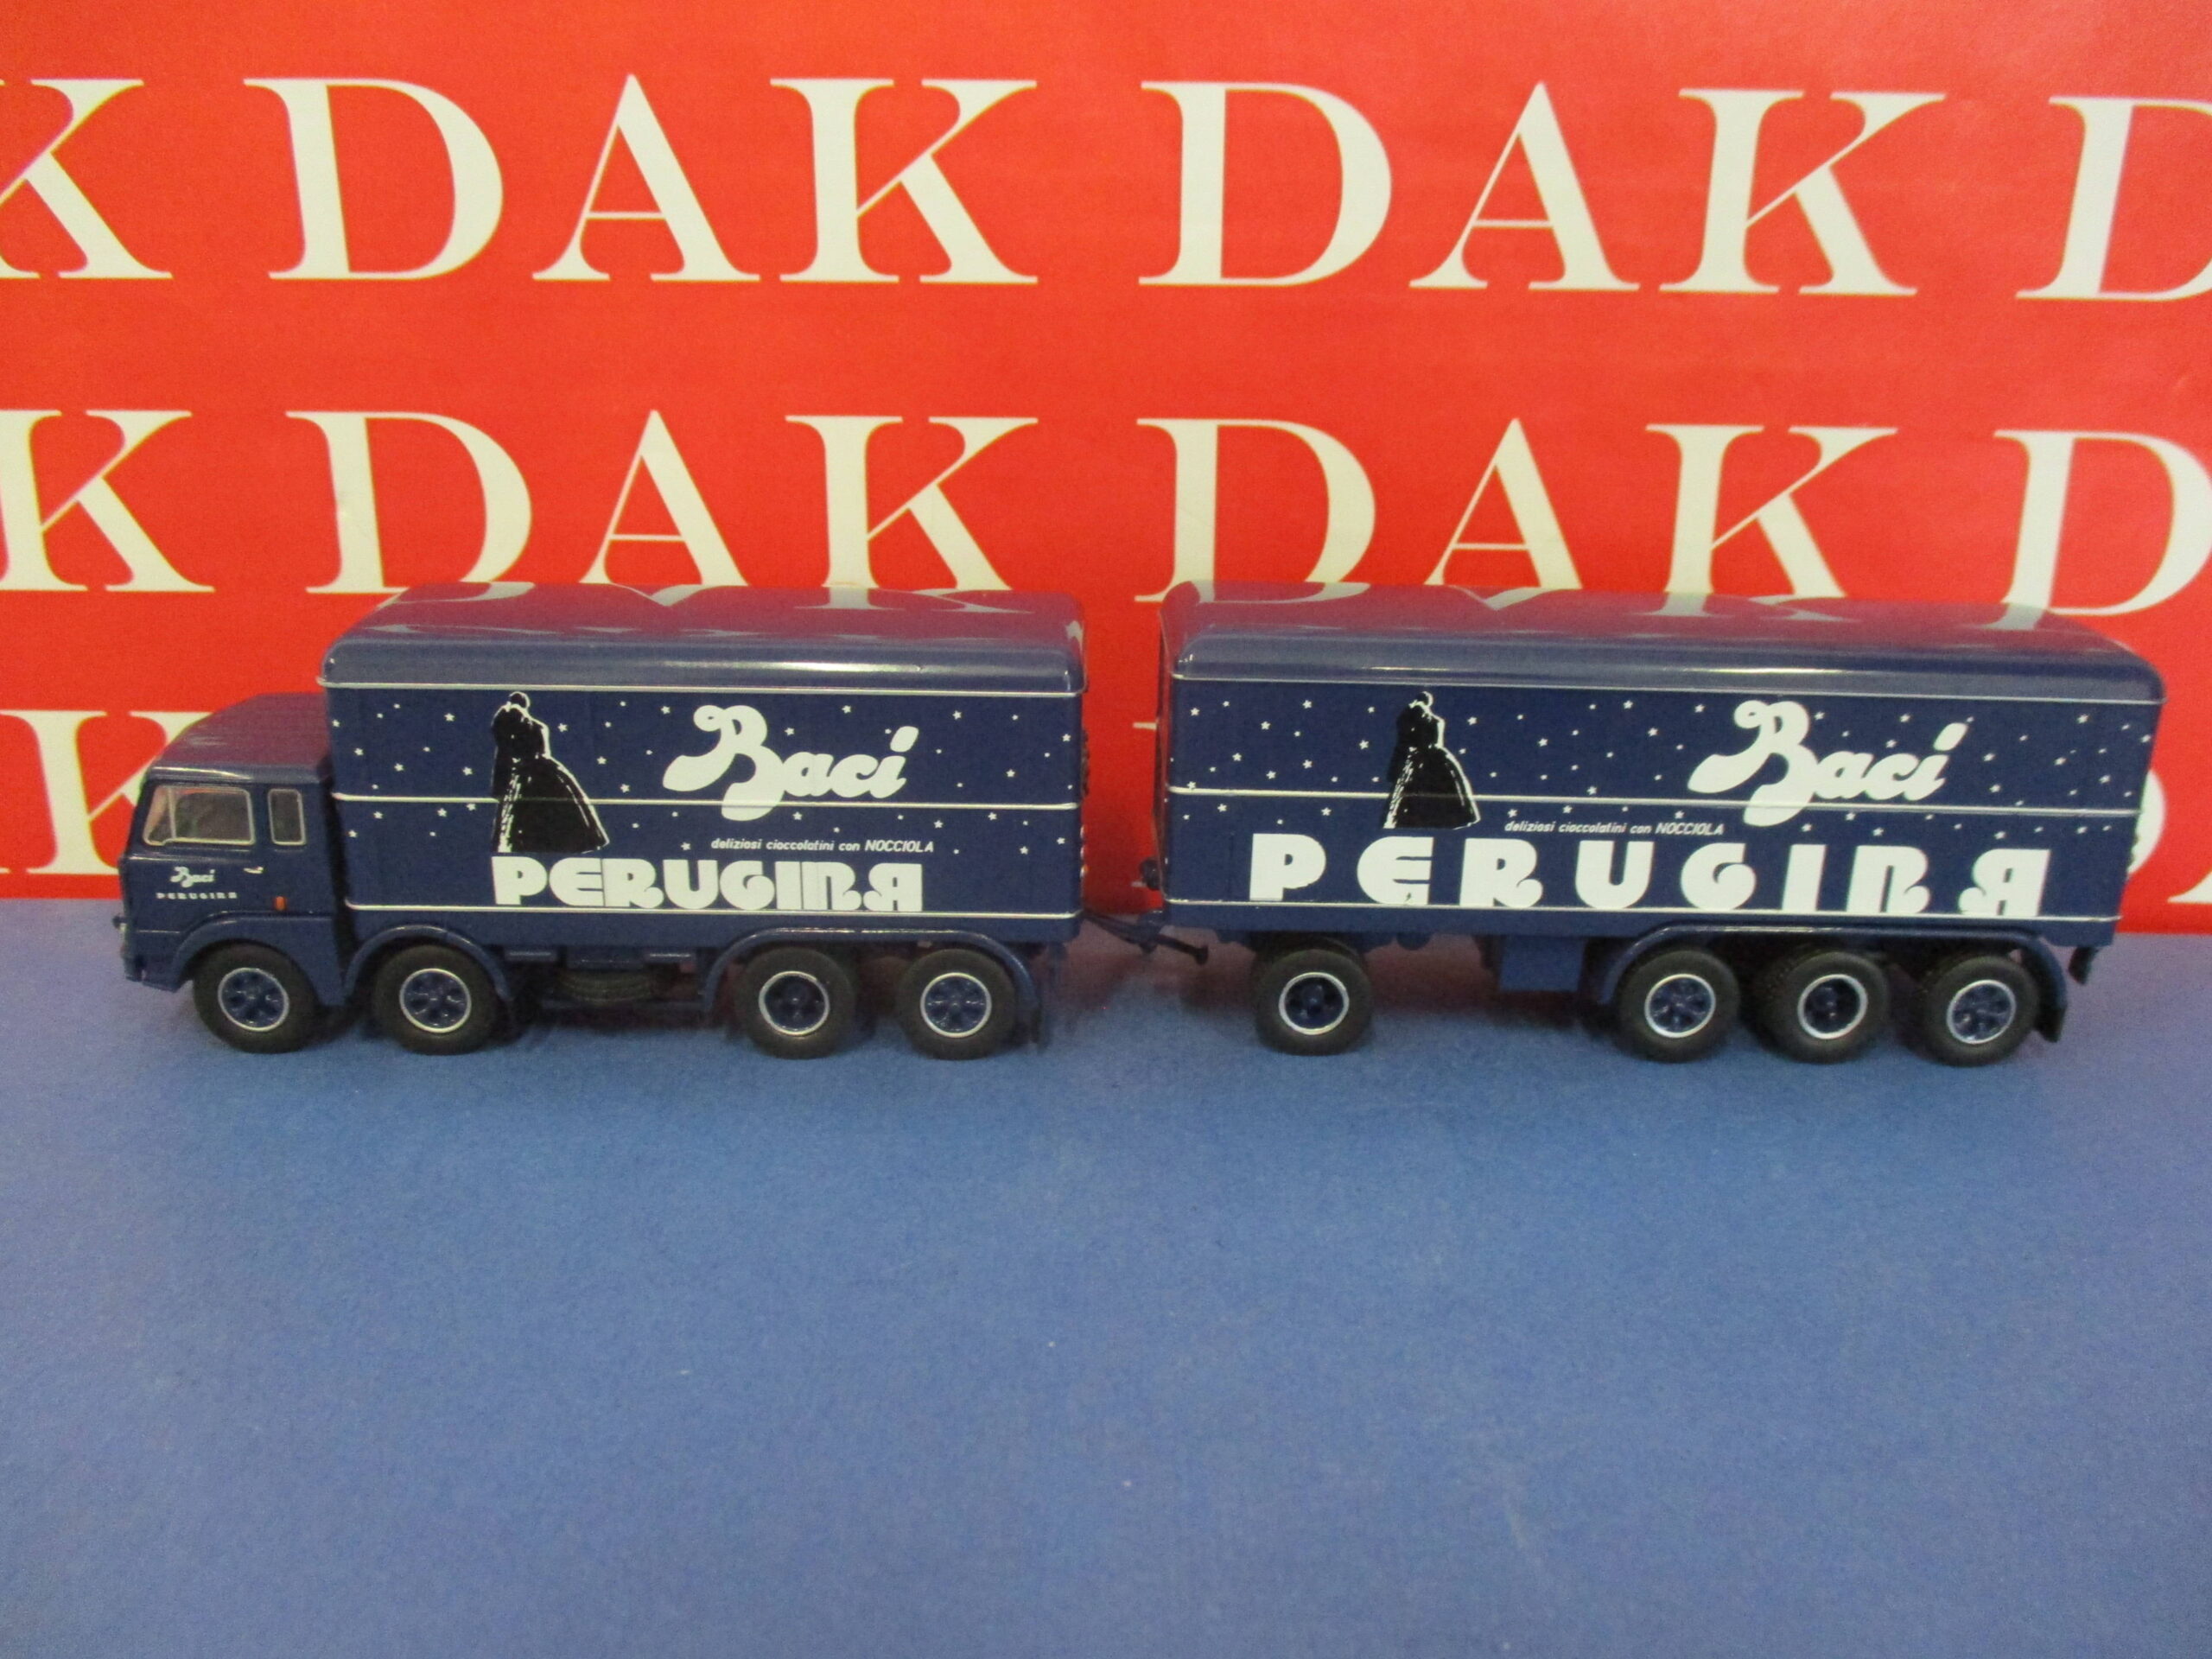 K DAK DAK D
K DAK DAK D
Baci
deliziosi cioccolatini con NOCCIOLA
PERUGINA
Baci
PERUGINA
Baci
deliziosi cioccolatini con NOCCIOLA
PERUGINA